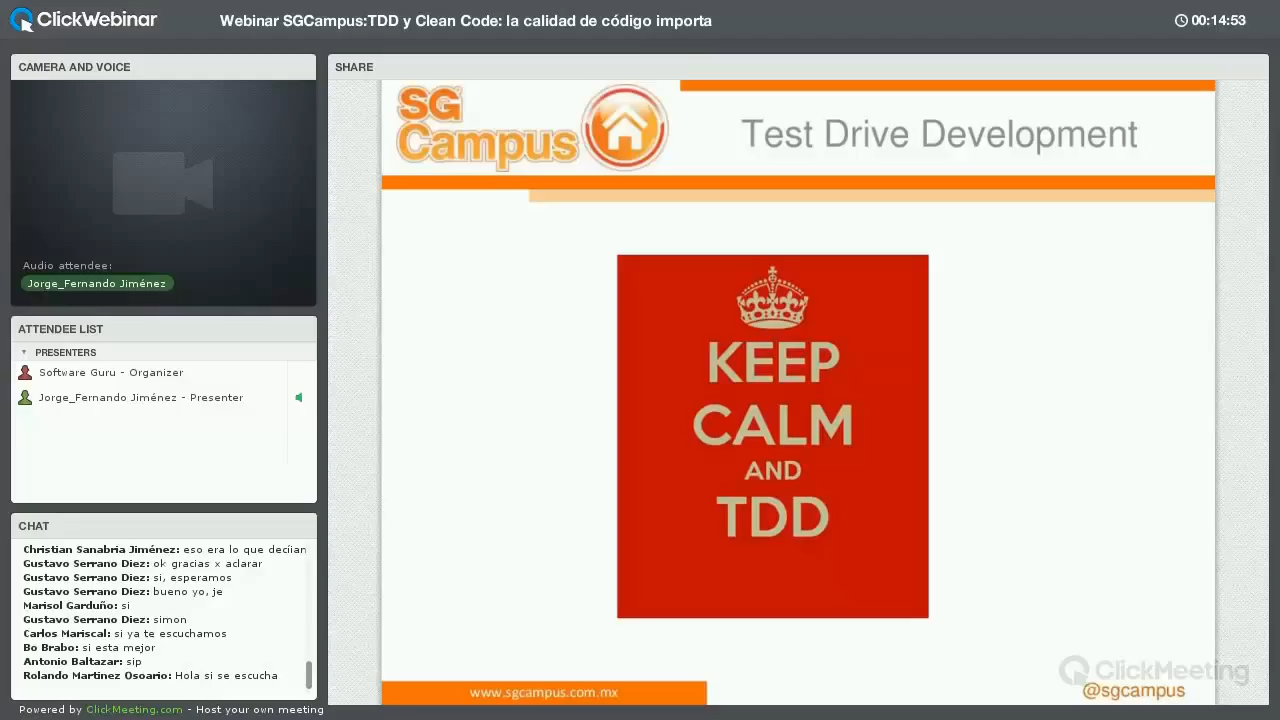 ClickWebinar
Webinar SGCampus:TDD y Clean Code: la calidad de código importa
00:14:53
CAMERA AND VOICE
Audio attendee:
Jorge_Fernando Jiménez
ATTENDEE LIST
PRESENTERS
Software Guru - Organizer
Jorge_Fernando Jiménez - Presenter
CHAT
Christian Sanabria Jiménez: eso era lo que deciian
Gustavo Serrano Diez: ok gracias x aclarar
Gustavo Serrano Diez: si, esperamos
Gustavo Serrano Diez: bueno yo, je
Marisol Garduño: si
Gustavo Serrano Diez: simon
Carlos Mariscal: si ya te escuchamos
Bo Brabo: si esta mejor
Antonio Baltazar: sip
Rolando Martinez Osoario: Hola si se escucha
Powered by ClickMeeting.com - Host your own meeting
SHARE
SG
Campus
Test Drive Development
KEEP
CALM
AND
TDD
www.sgcampus.com.mx
ClickMeeting
@sgcampus